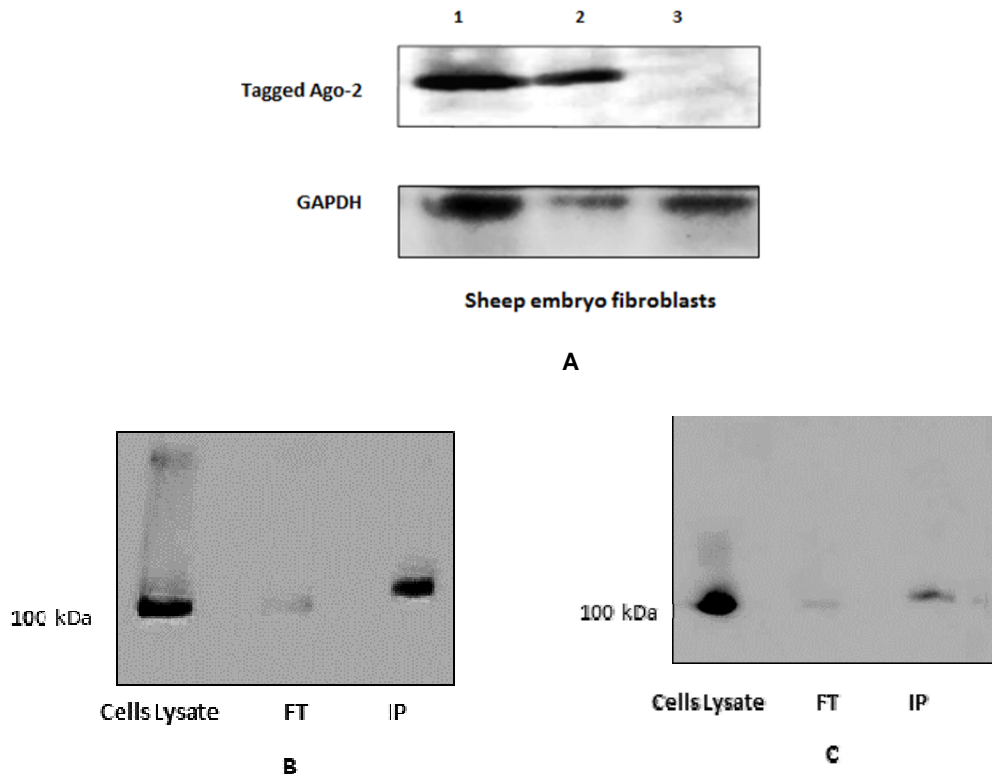 1 2 3
Tagged Ago-2
GAPDH
Sheep embryo fibroblasts
A
100 kDa
Cells Lysate FT IP
B
100 kDa
Cells Lysate FT IP
C